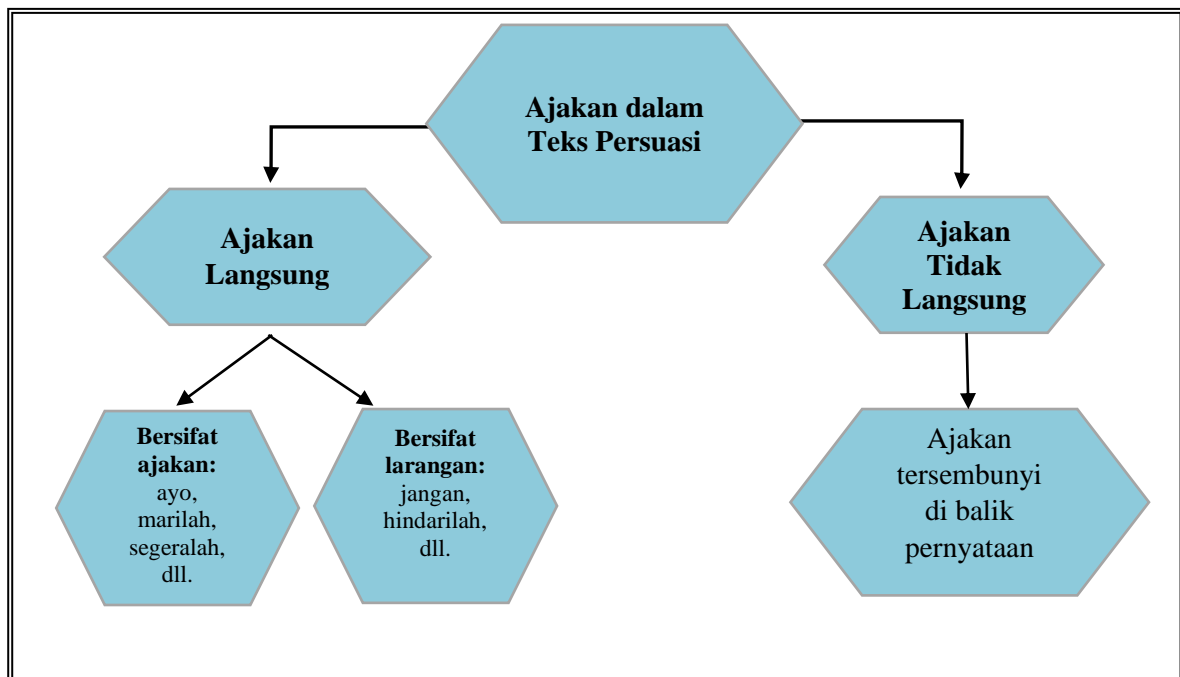 Ajakan dalam
Teks Persuasi
Ajakan
Langsung
Ajakan
Tidak
Langsung
Bersifat
ajakan:
ayo,
marilah,
segeralah,
dll.
Bersifat
larangan:
jangan,
hindarilah,
dll.
Ajakan
tersembunyi
di balik
pernyataan